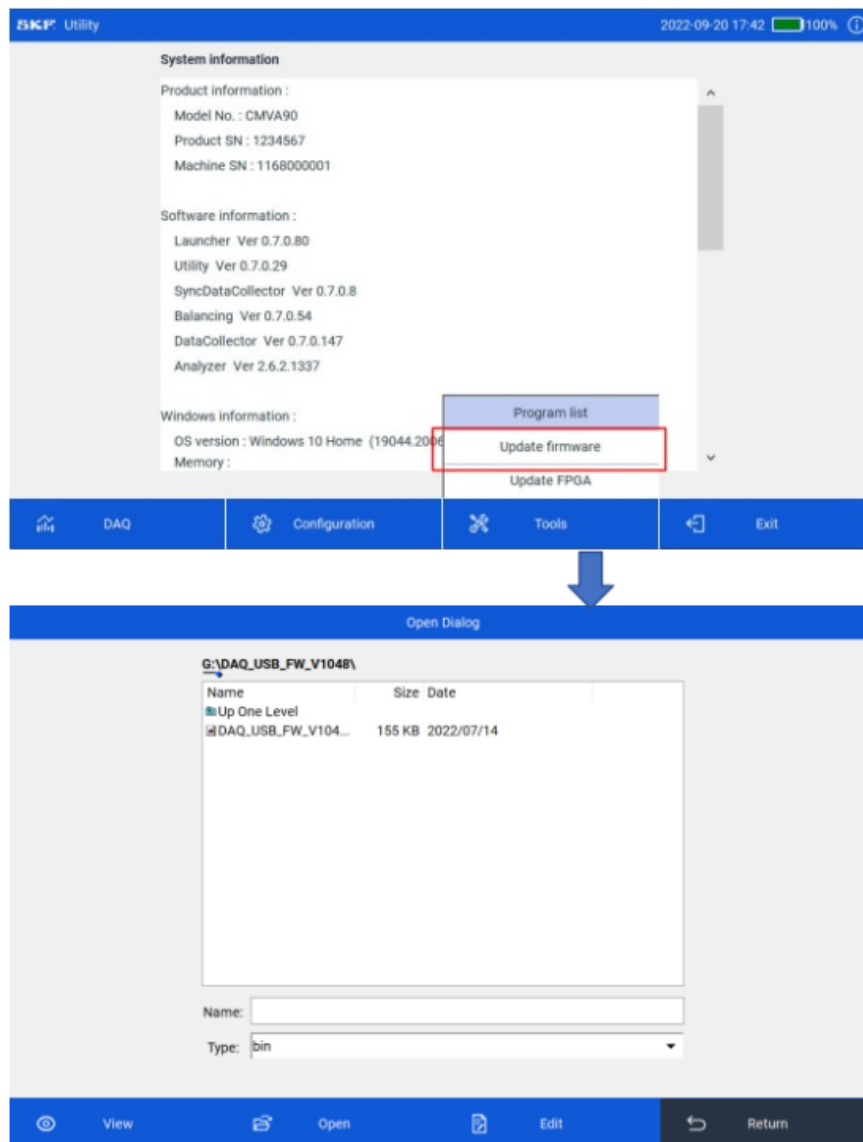 SKF Utility
2022-09-20 17:42 100%
System information
Product information :
Model No. : CMVA90
Product SN : 1234567
Machine SN : 1168000001
Software information :
Launcher Ver 0.7.0.80
Utility Ver 0.7.0.29
SyncDataCollector Ver 0.7.0.8
Balancing Ver 0.7.0.54
DataCollector Ver 0.7.0.147
Analyzer Ver 2.6.2.1337
Windows information :
OS version : Windows 10 Home (19044.2006
Memory :
Program list
Update firmware
Update FPGA
DAQ Configuration Tools Exit
Open Dialog
G:\DAQ_USB_FW_V1048\
Name Size Date
Up One Level
DAQ_USB_FW_V104... 155 KB 2022/07/14
Name:
Type: bin
View Open Edit Return